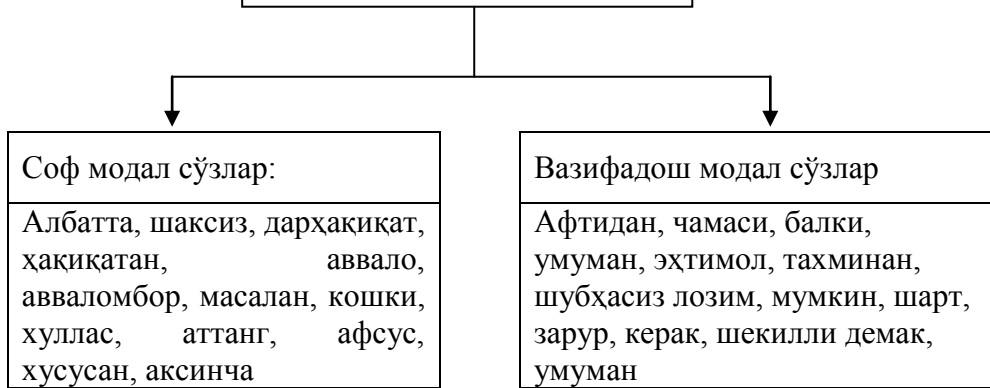 Соф модал сўзлар:
Албатта, шаксиз, дарҳақиқат,
ҳақиқатан, аввало,
авваломбор, масалан, кошки,
хуллас, аттанг, афсус,
хусусан, аксинча
Вазифадош модал сўзлар
Афтидан, чамаси, балки,
умуман, эҳтимол, тахминан,
шубҳасиз лозим, мумкин, шарт,
зарур, керак, шекилли демак,
умуман